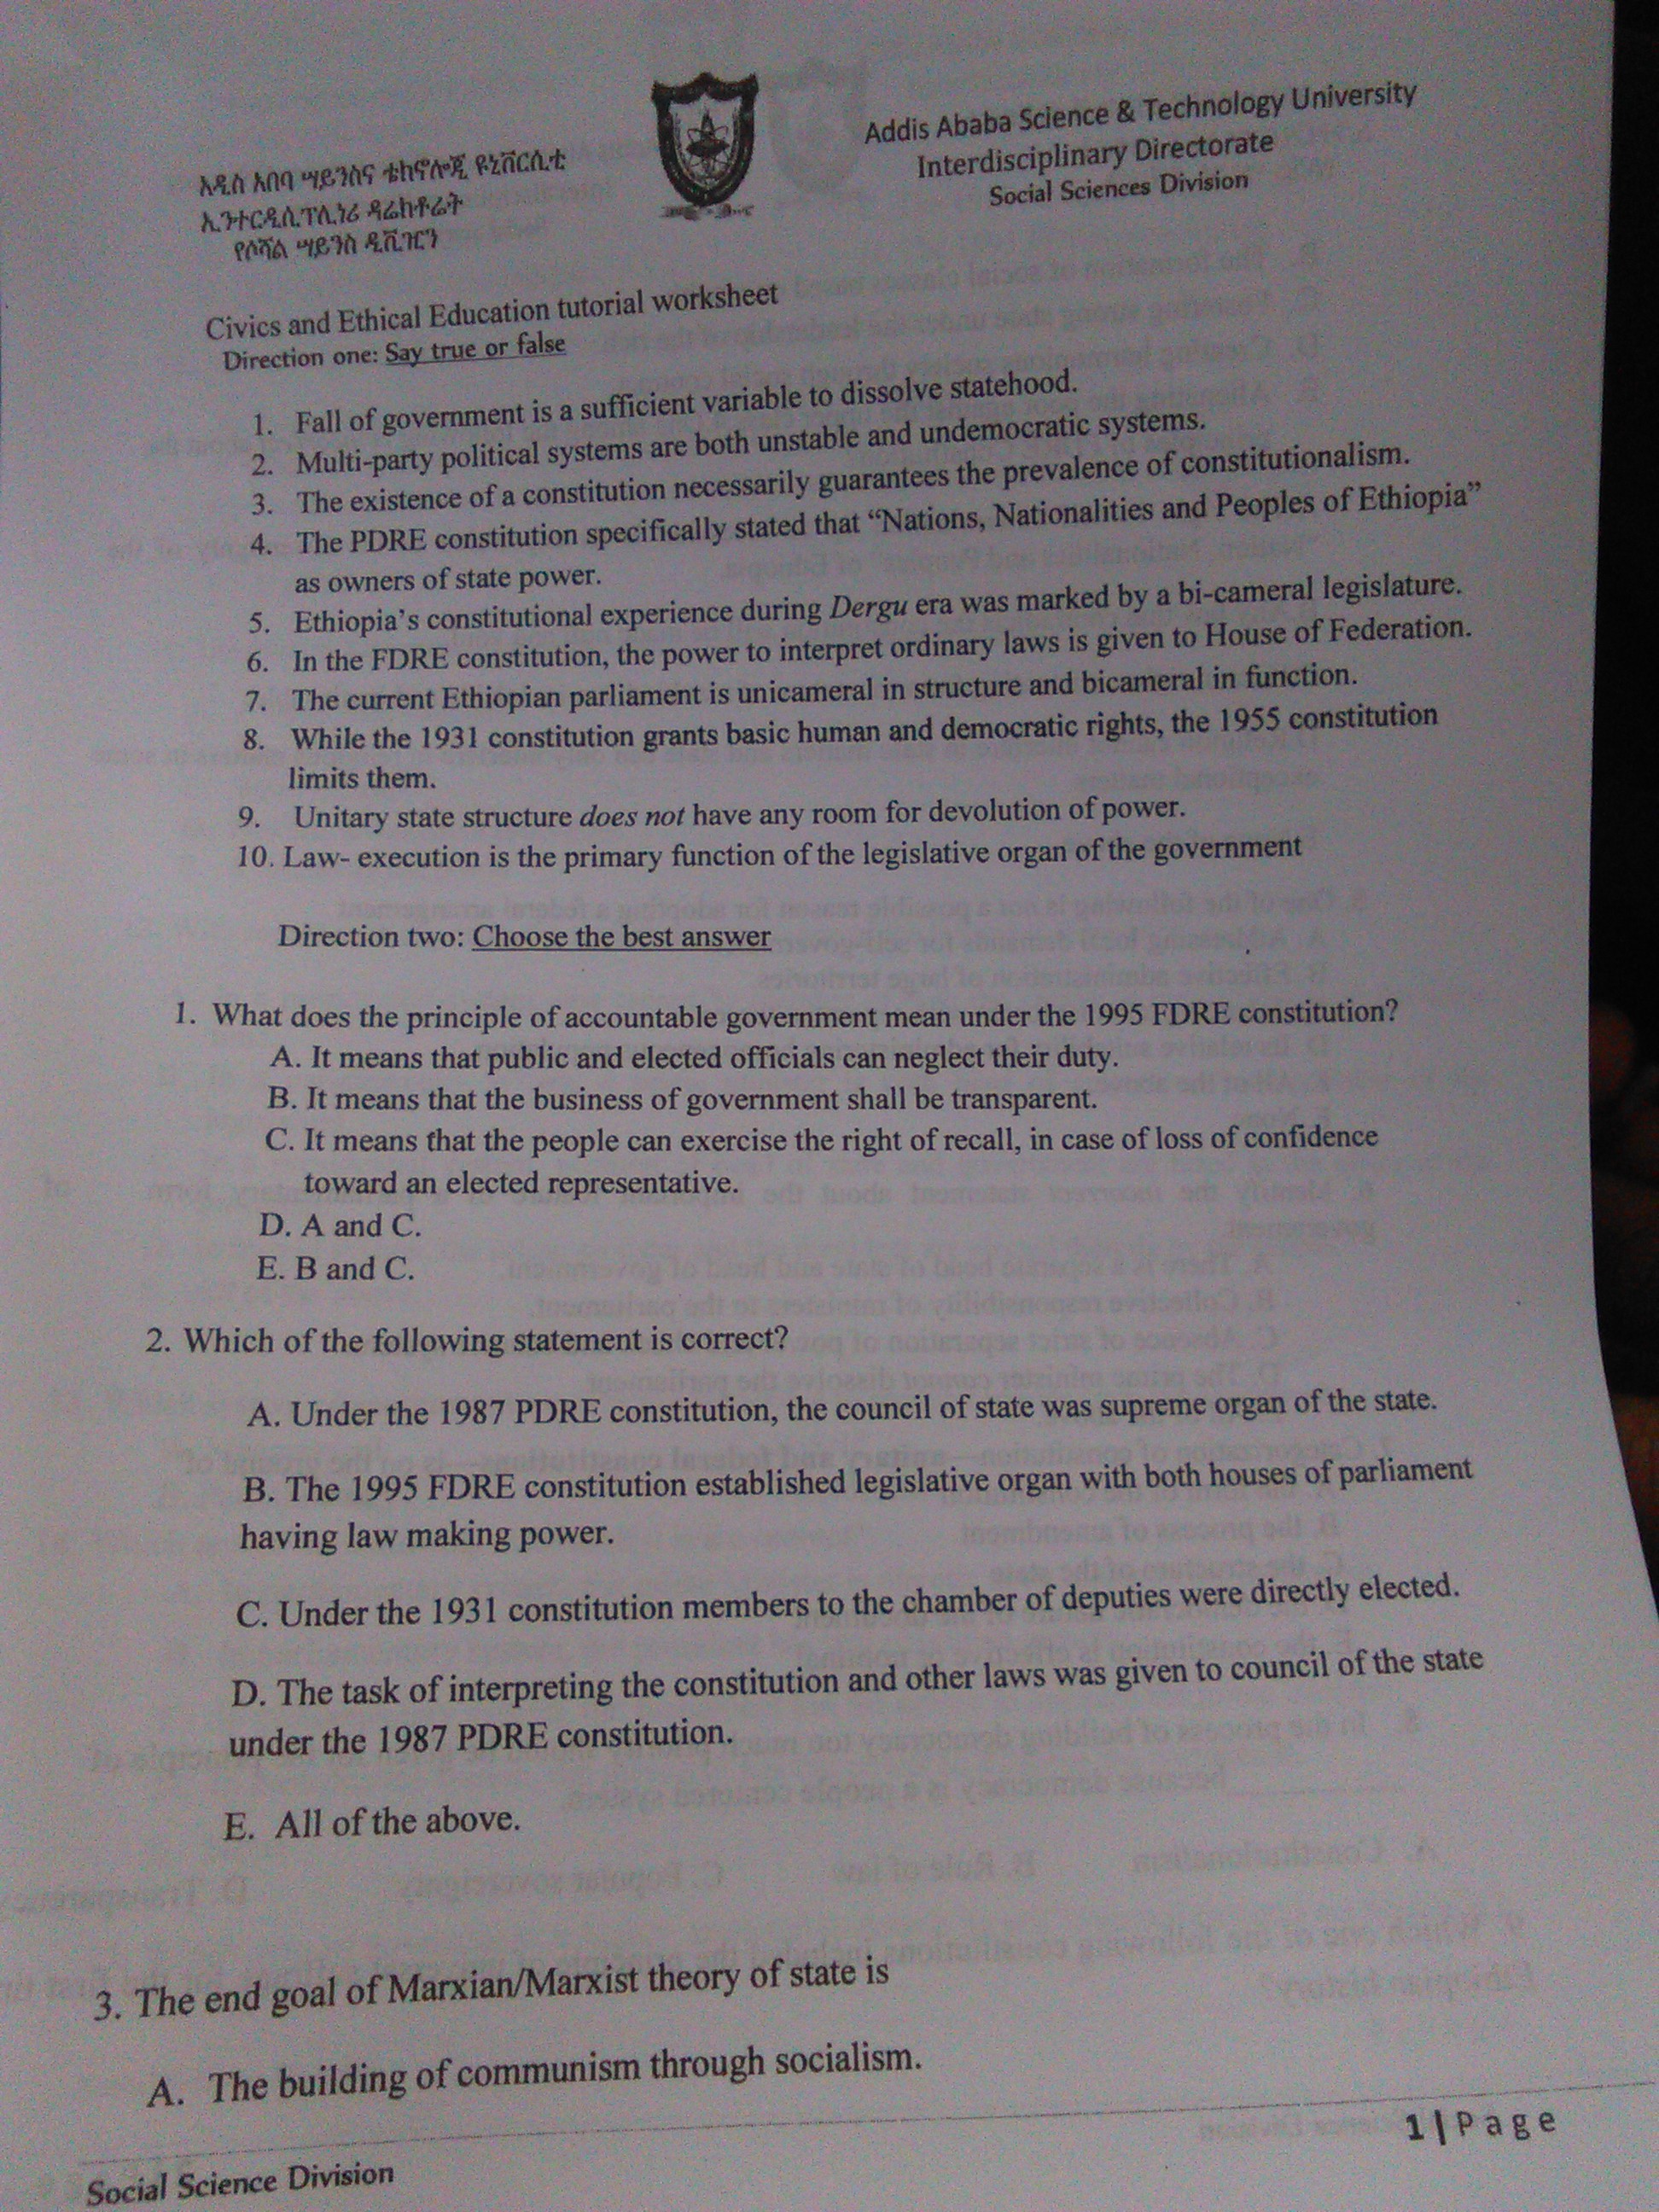 አዲስ አበባ ሣይንስና ቴክኖሎጂ ዩኒቨርሲቲ
ኢንተርዲሲፕሊነሪ ዳሬክቶሬት
የሶሻል ሣይንስ ዲቪዢን
Addis Ababa Science & Technology University
Interdisciplinary Directorate
Social Sciences Division
Civics and Ethical Education tutorial worksheet
Direction one: Say true or false
1. Fall of government is a sufficient variable to dissolve statehood.
2. Multi-party political systems are both unstable and undemocratic systems.
3. The existence of a constitution necessarily guarantees the prevalence of constitutionalism.
4. The PDRE constitution specifically stated that “Nations, Nationalities and Peoples of Ethiopia”
as owners of state power.
5. Ethiopia’s constitutional experience during Dergu era was marked by a bi-cameral legislature.
6. In the FDRE constitution, the power to interpret ordinary laws is given to House of Federation.
7. The current Ethiopian parliament is unicameral in structure and bicameral in function.
8. While the 1931 constitution grants basic human and democratic rights, the 1955 constitution
limits them.
9. Unitary state structure does not have any room for devolution of power.
10. Law- execution is the primary function of the legislative organ of the government
Direction two: Choose the best answer
1. What does the principle of accountable government mean under the 1995 FDRE constitution?
A. It means that public and elected officials can neglect their duty.
B. It means that the business of government shall be transparent.
C. It means that the people can exercise the right of recall, in case of loss of confidence
toward an elected representative.
D. A and C.
E. B and C.
2. Which of the following statement is correct?
A. Under the 1987 PDRE constitution, the council of state was supreme organ of the state.
B. The 1995 FDRE constitution established legislative organ with both houses of parliament
having law making power.
C. Under the 1931 constitution members to the chamber of deputies were directly elected.
D. The task of interpreting the constitution and other laws was given to council of the state
under the 1987 PDRE constitution.
E. All of the above.
3. The end goal of Marxian/Marxist theory of state is
A. The building of communism through socialism.
1 | Page
Social Science Division